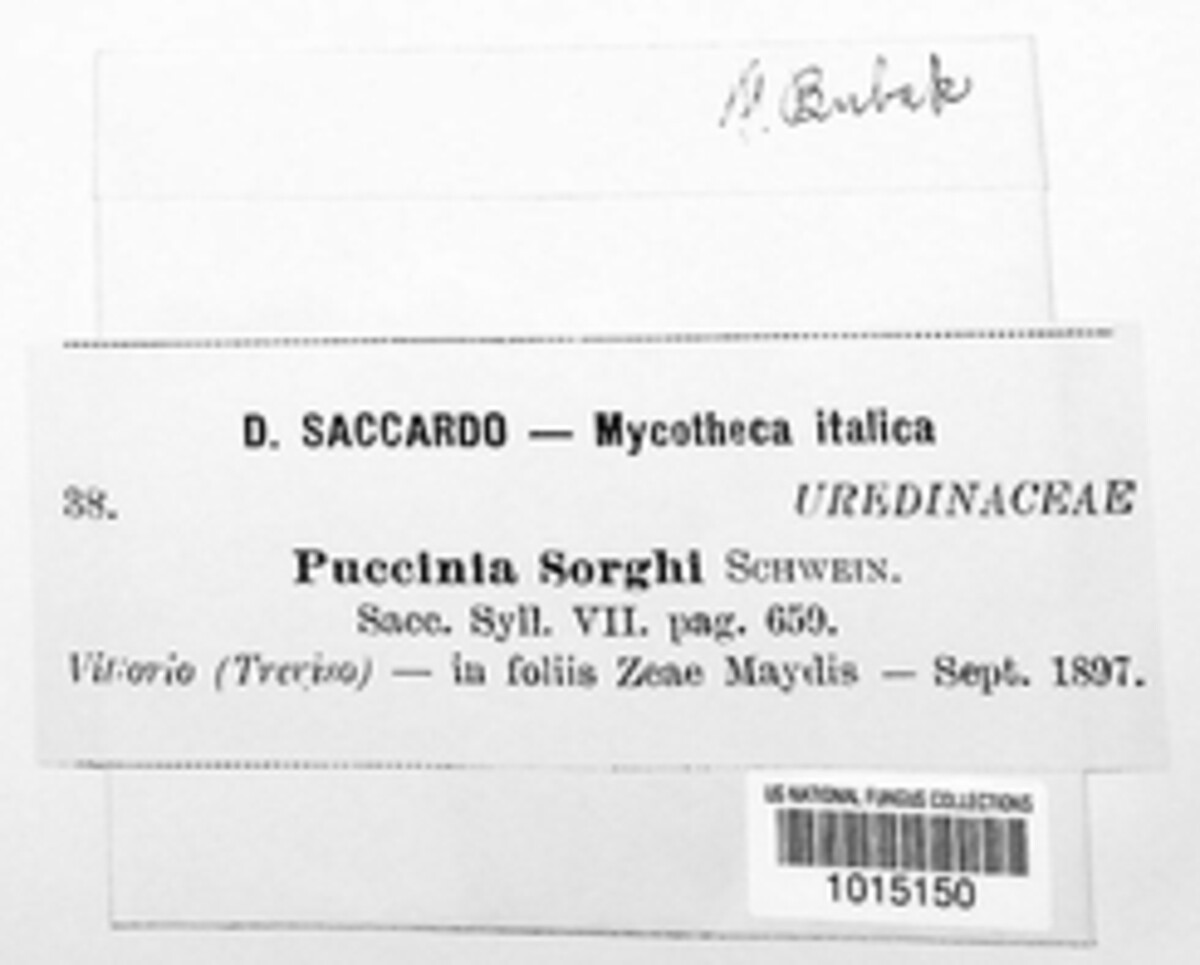 Bubak
D. SACCARDO — Mycotheca italica
38.
UREDINACEAE
Puccinia Sorghi SCHWEIN.
Sacc. Syll. VII. pag. 659.
Vittorio (Treviso) — in foliis Zeae Maydis — Sept. 1897.
US NATIONAL FUNGUS COLLECTIONS
1015150